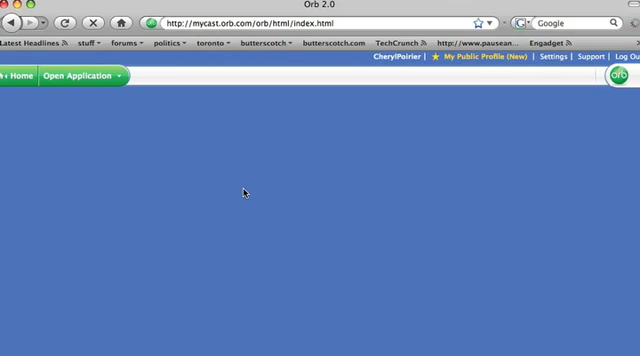 Orb 2.0
http://mycast.orb.com/orb/html/index.html
Google
Latest Headlines stuff forums politics toronto butterscotch butterscotch.com TechCrunch http://www.pausean... Engadget
CherylPoirier | My Public Profile (New) | Settings | Support | Log Ou
Home Open Application
orb